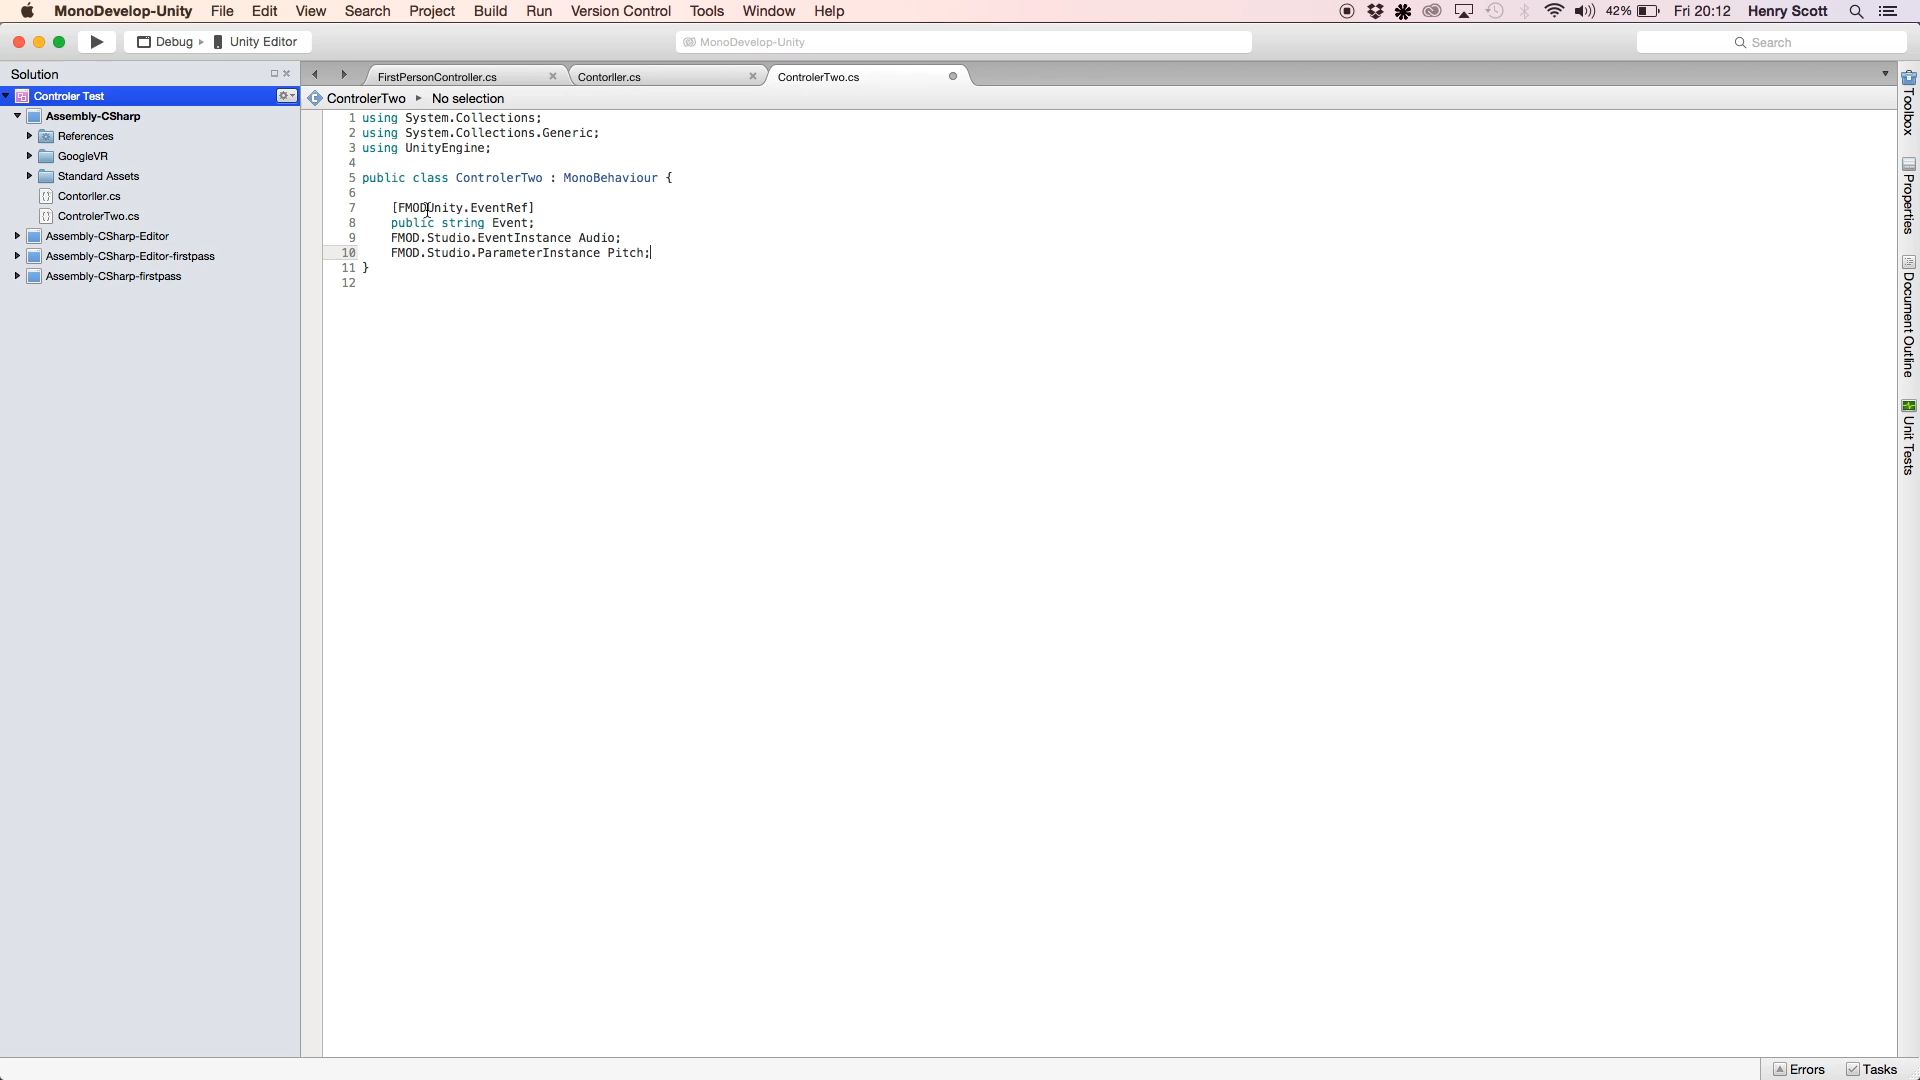 MonoDevelop-Unity File Edit View Search Project Build Run Version Control Tools Window Help 42% Fri 20:12 Henry Scott
Debug Unity Editor MonoDevelop-Unity Search
Solution
FirstPersonController.cs Contorller.cs ControlerTwo.cs
Controler Test
ControlerTwo No selection
Assembly-CSharp
References
GoogleVR
Standard Assets
Contorller.cs
ControlerTwo.cs
Assembly-CSharp-Editor
Assembly-CSharp-Editor-firstpass
Assembly-CSharp-firstpass
1 using System.Collections;
2 using System.Collections.Generic;
3 using UnityEngine;
4
5 public class ControlerTwo : MonoBehaviour {
6
7 [FMODUnity.EventRef]
8 public string Event;
9 FMOD.Studio.EventInstance Audio;
10 FMOD.Studio.ParameterInstance Pitch;
11 }
12
Toolbox
Properties
Document Outline
Unit Tests
Errors Tasks